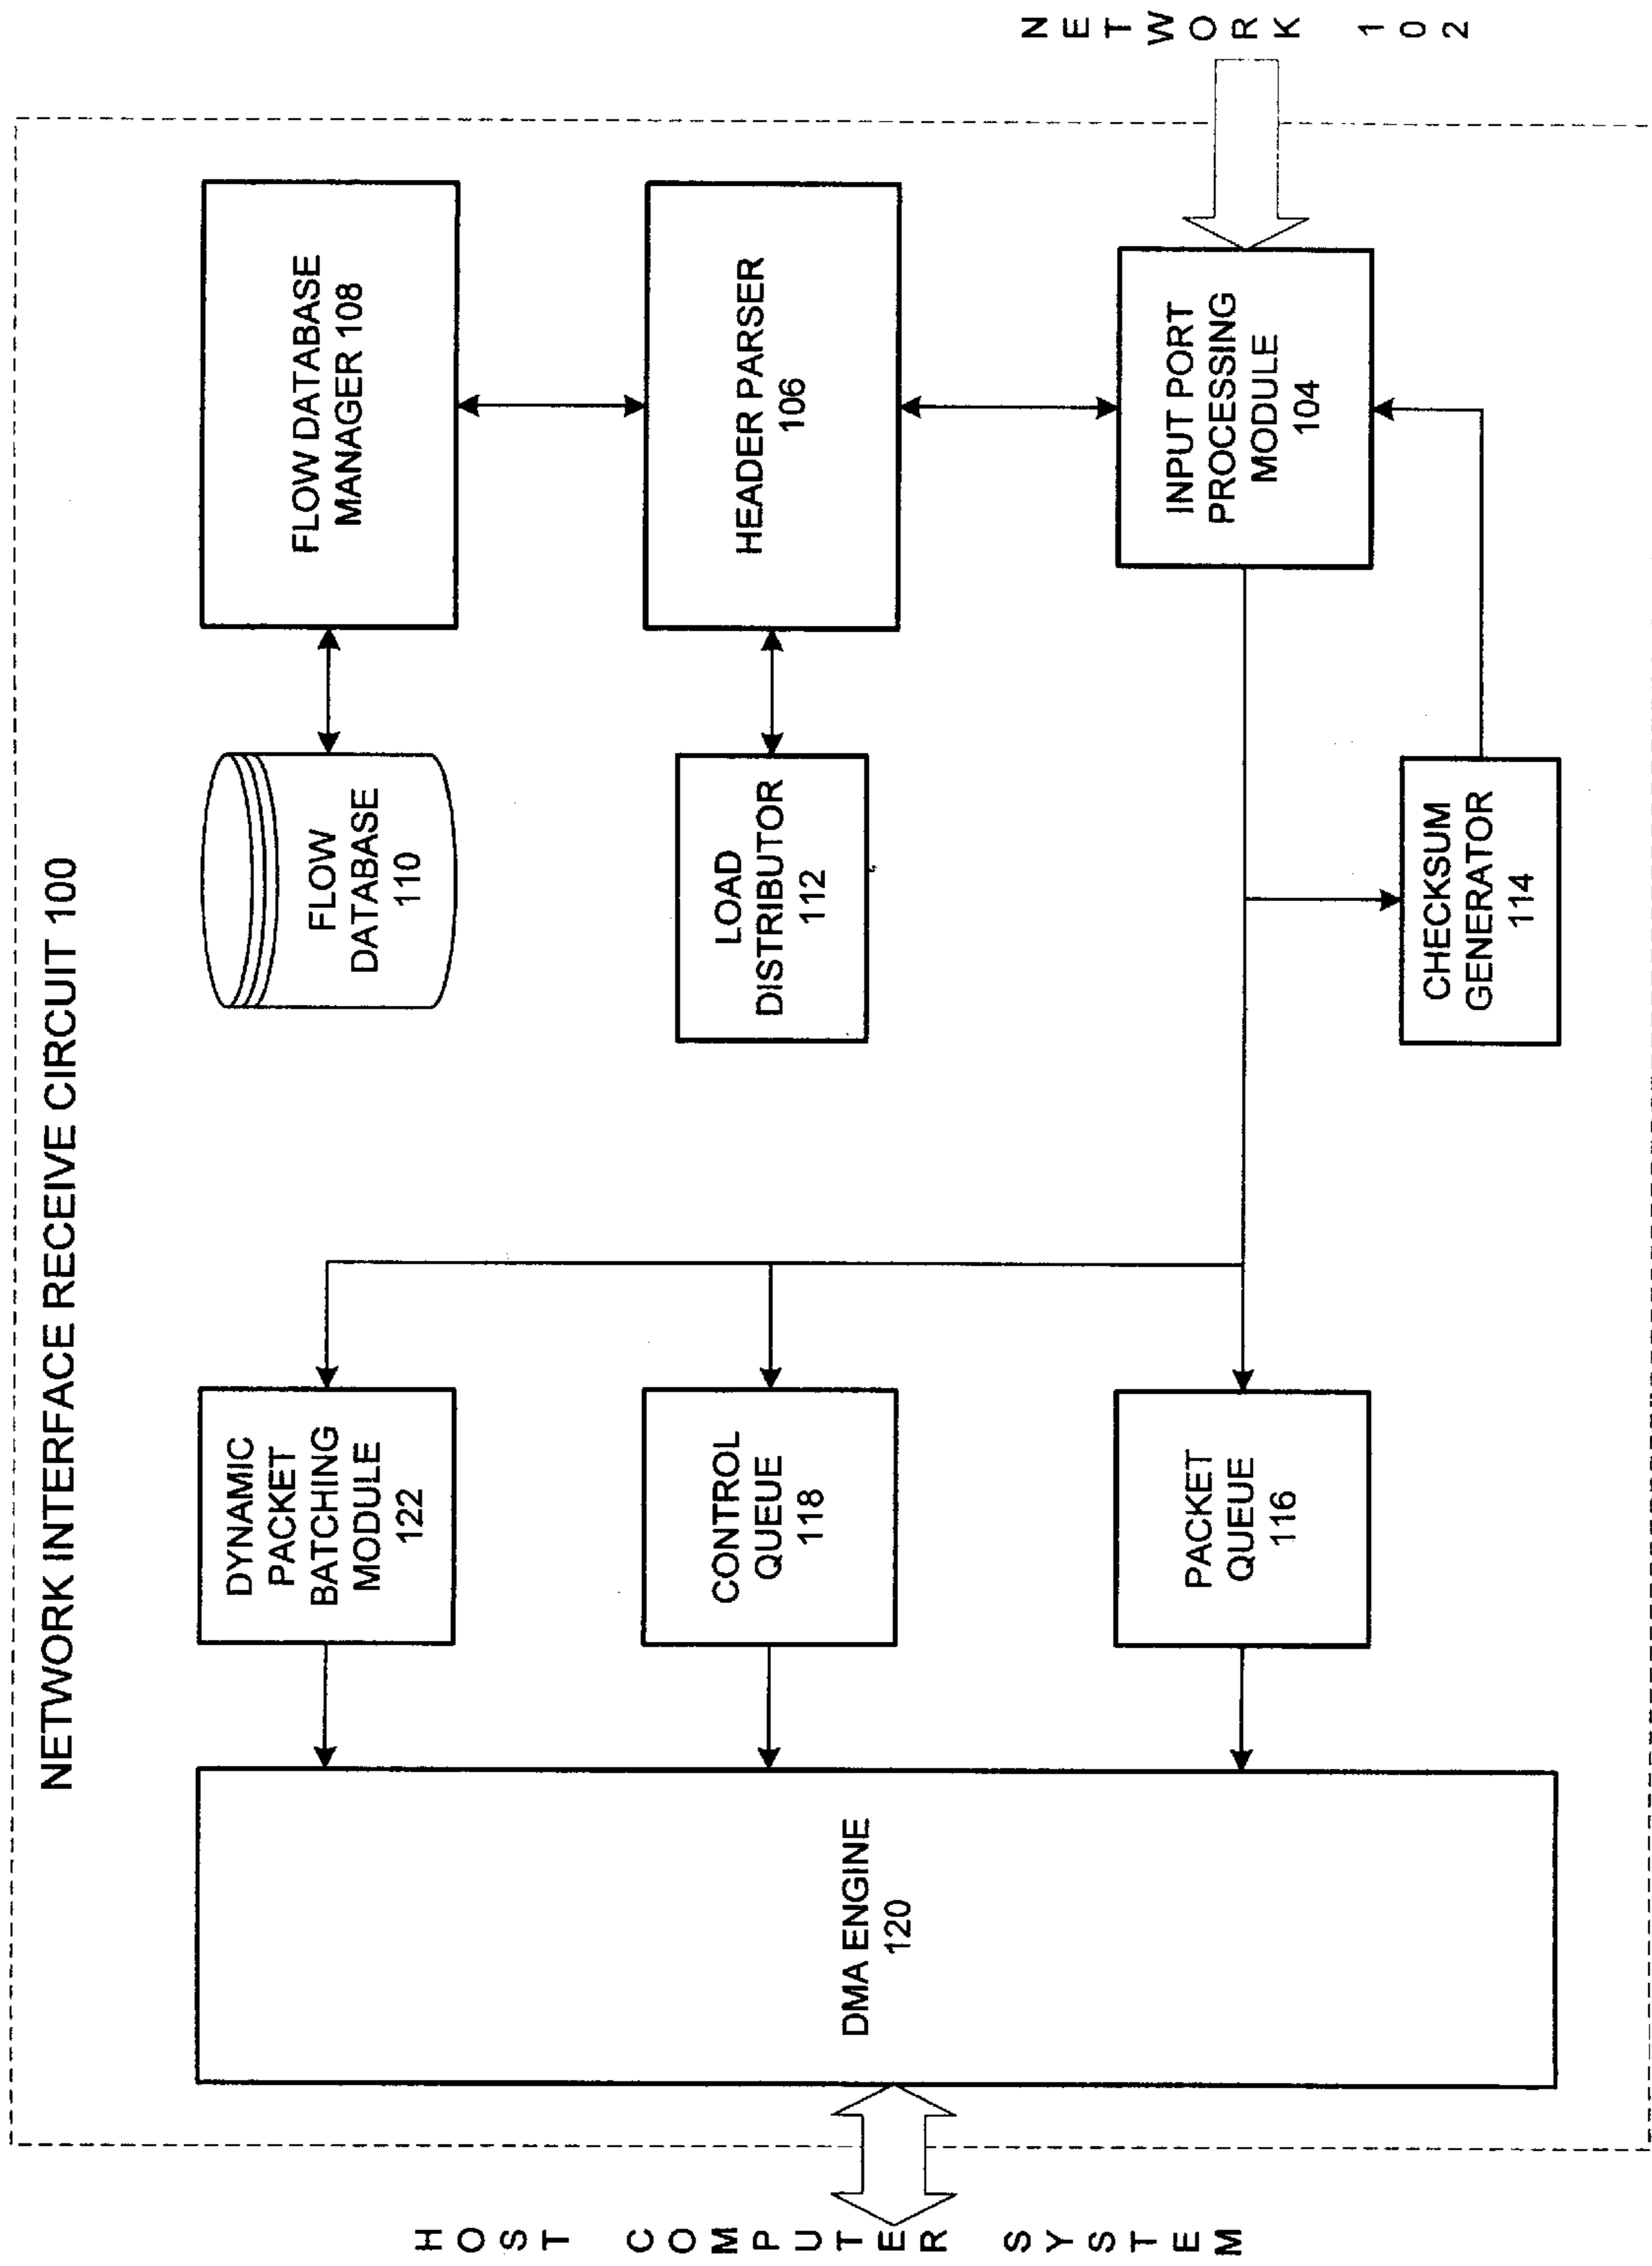 NETWORK INTERFACE RECEIVE CIRCUIT 100
HOST COMPUTER SYSTEM
DMA ENGINE
120
DYNAMIC
PACKET
BATCHING
MODULE
122
CONTROL
QUEUE
118
PACKET
QUEUE
116
FLOW
DATABASE
110
LOAD
DISTRIBUTOR
112
CHECKSUM
GENERATOR
114
FLOW DATABASE
MANAGER 108
HEADER PARSER
106
INPUT PORT
PROCESSING
MODULE
104
NETWORK 102